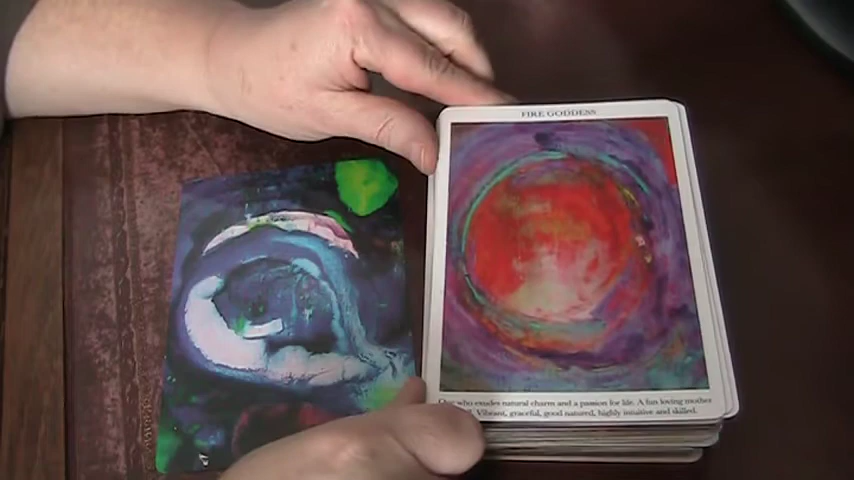 FIRE GODDESS
One who exudes natural charm and a passion for life. A fun loving mother
Vibrant, graceful, good natured, highly intuitive and skilled.